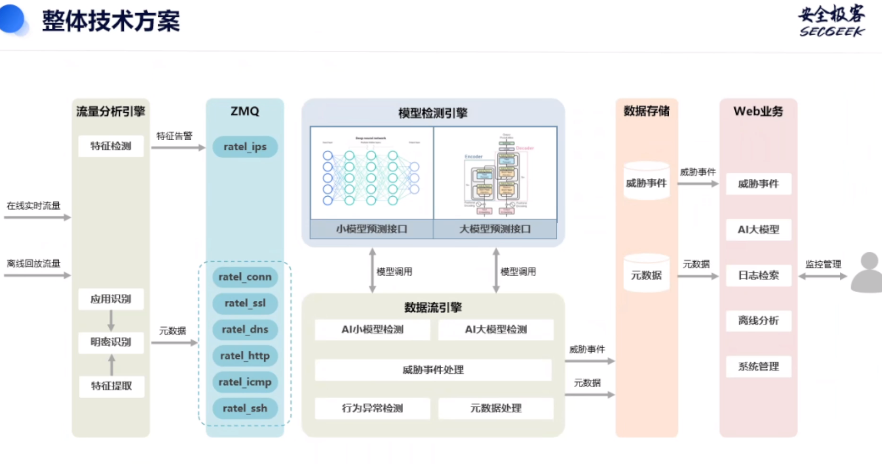 整体技术方案
安全极客
SECGEEK
流量分析引擎
ZMQ
模型检测引擎
数据存储
Web业务
特征检测
特征告警
ratel_ips
Encoder
Decoder
小模型预测接口
大模型预测接口
威胁事件
威胁事件
威胁事件
在线实时流量
AI大模型
离线回放流量
模型调用
模型调用
ratel_conn
ratel_ssl
ratel_dns
ratel_http
ratel_icmp
ratel_ssh
元数据
元数据
日志检索
监控管理
应用识别
明密识别
特征提取
元数据
数据流引擎
AI小模型检测
AI大模型检测
威胁事件处理
行为异常检测
元数据处理
威胁事件
元数据
离线分析
系统管理